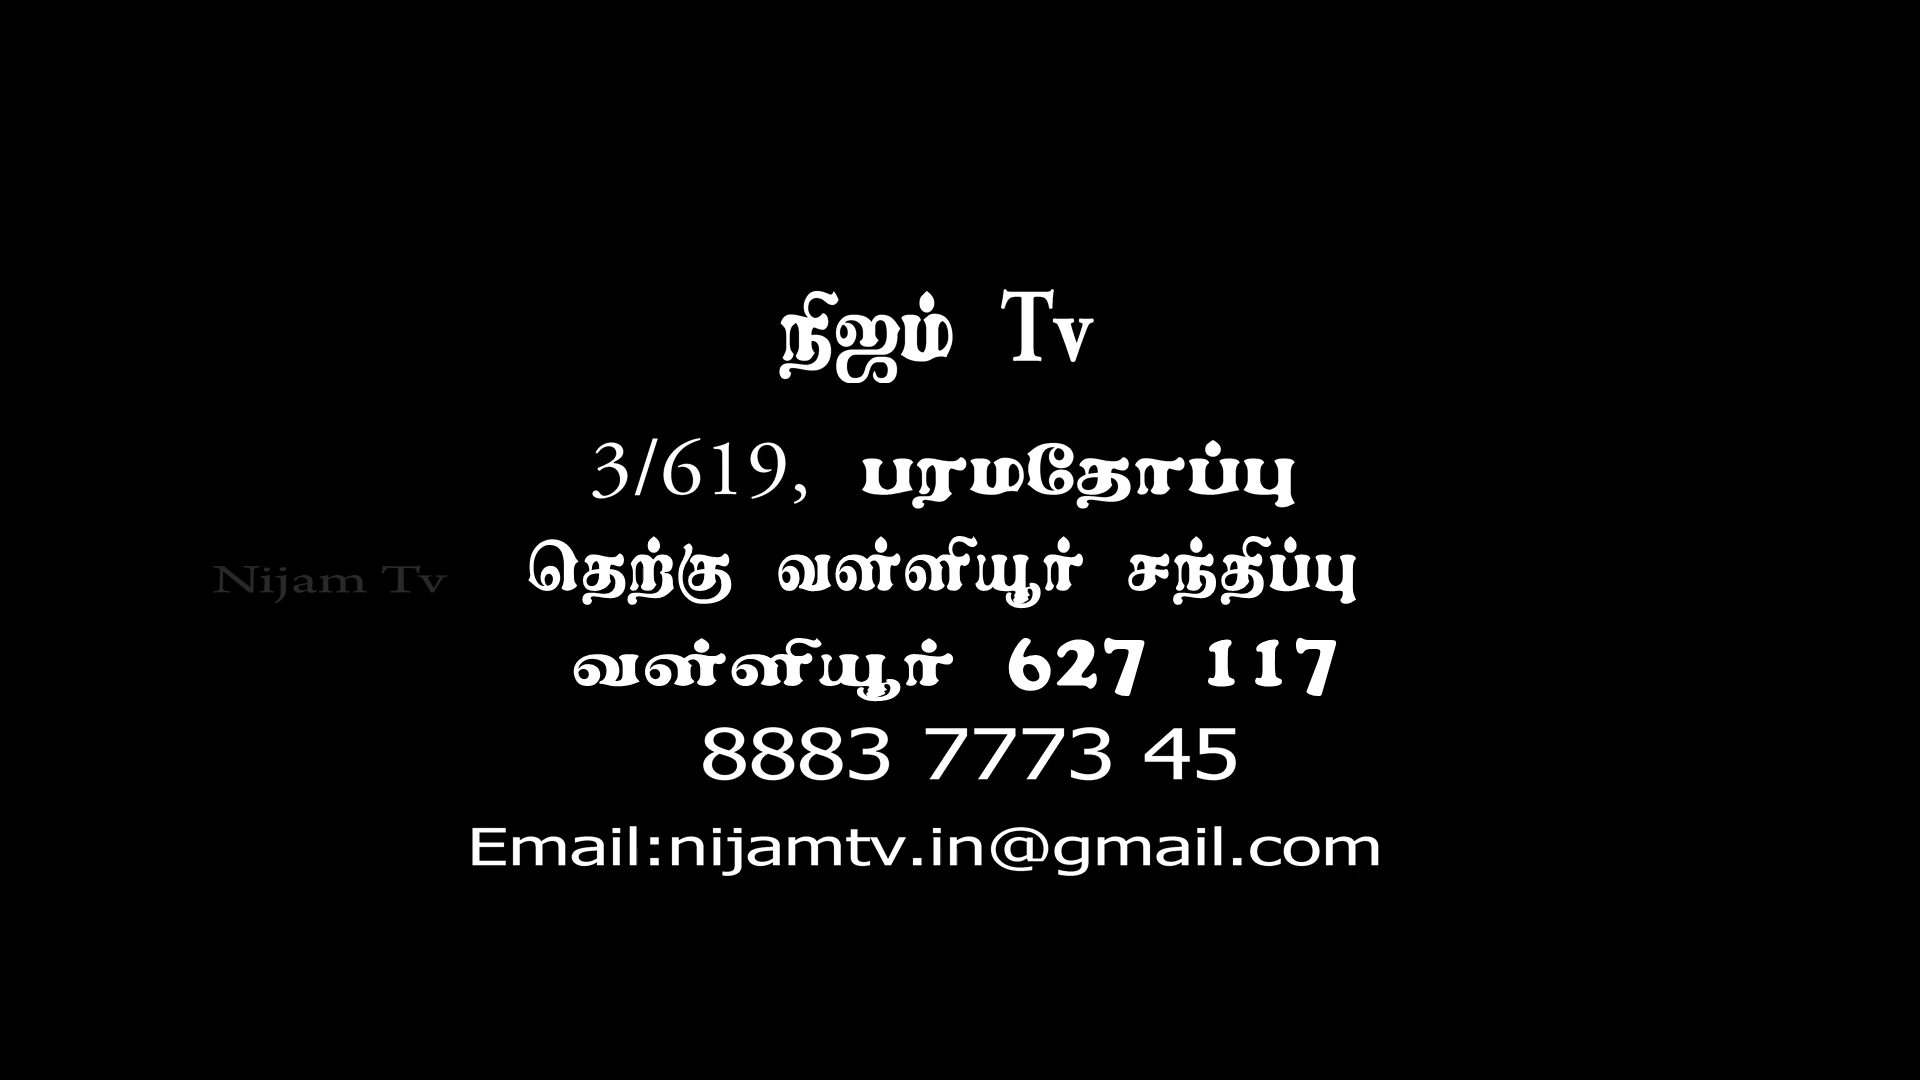 நிஜம் Tv
3/619, பரமதோப்பு
தெற்கு வள்ளியூர் சந்திப்பு
Nijam Tv
வள்ளியூர் 627 117
8883 7773 45
Email:nijamtv.in@gmail.com